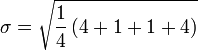 σ = √(1/4 (4 + 1 + 1 + 4))